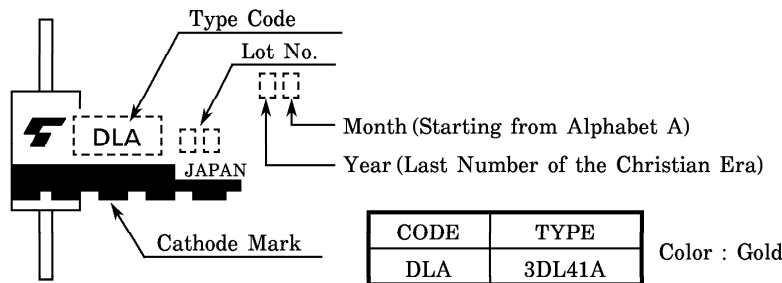 Type Code
Lot No.
Month (Starting from Alphabet A)
DLA
JAPAN
Year (Last Number of the Christian Era)
Cathode Mark
CODE TYPE
DLA 3DL41A
Color : Gold